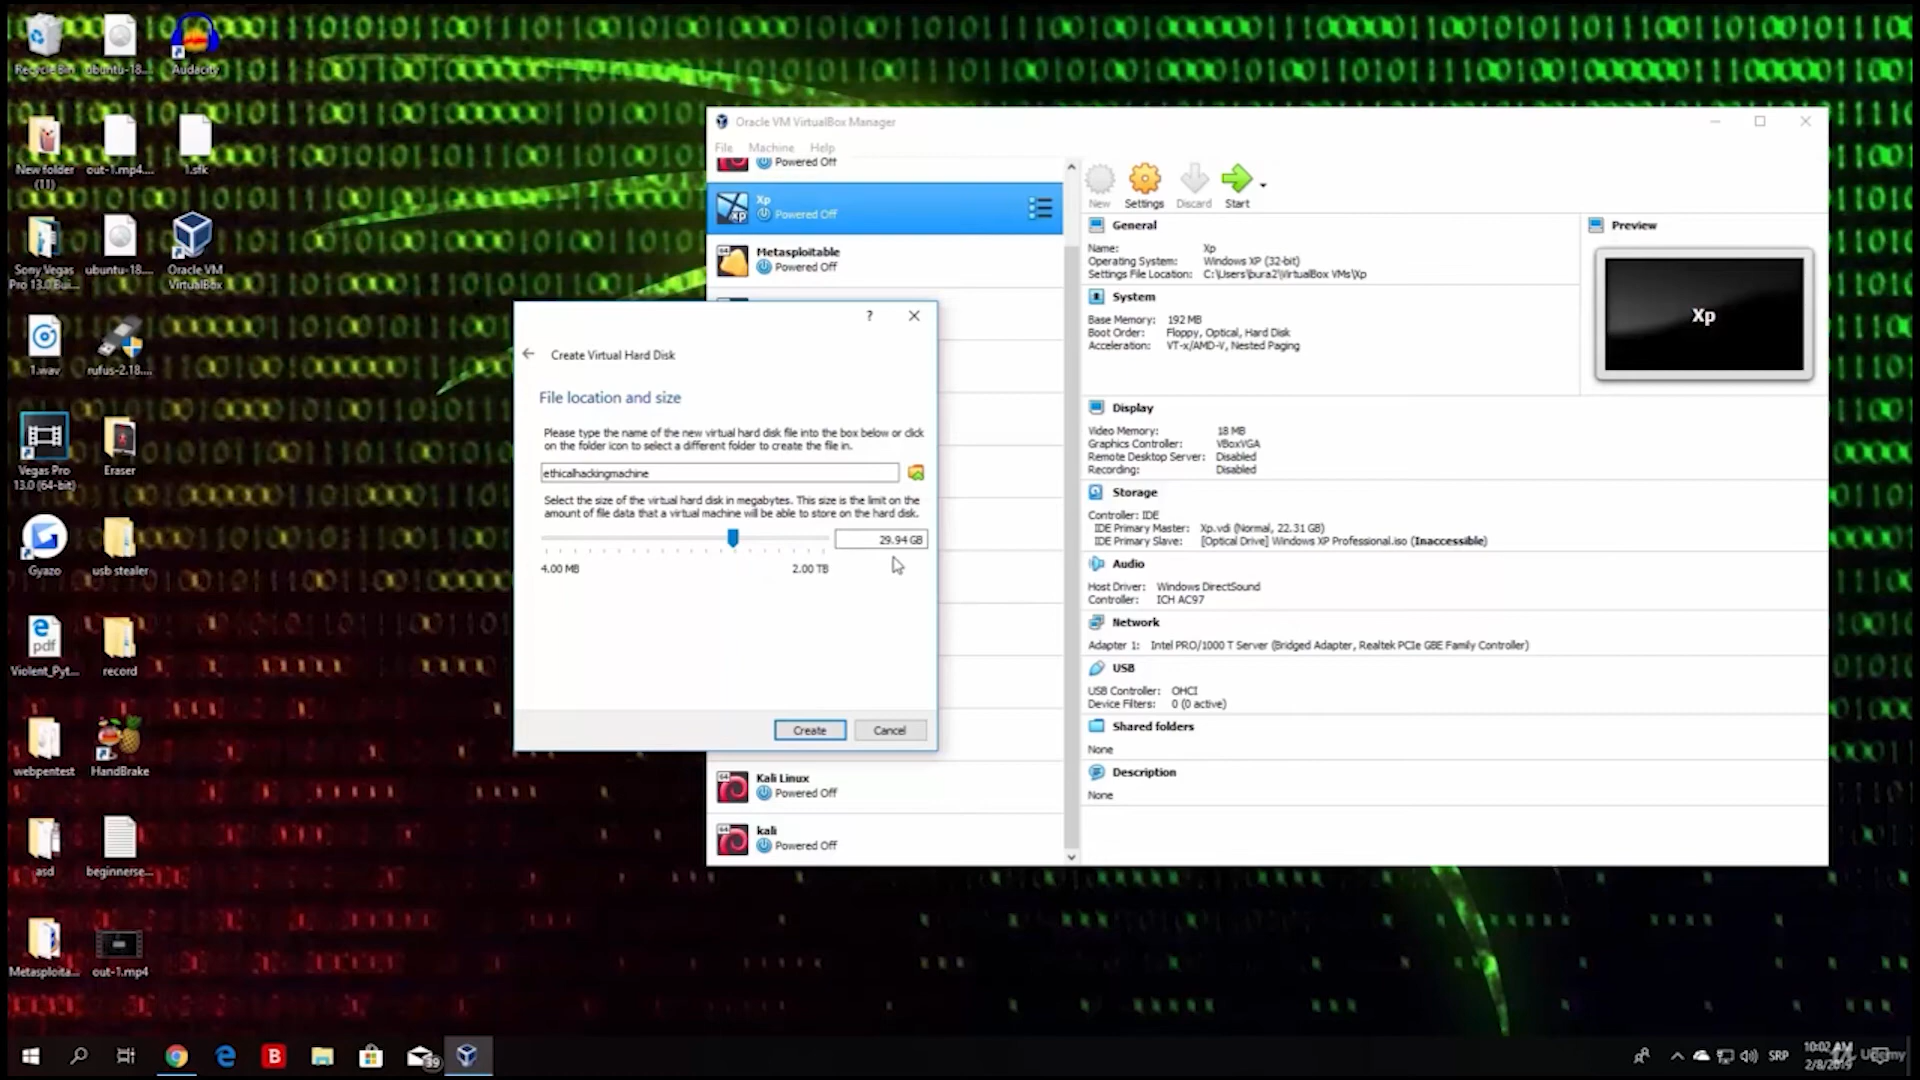 Recycle Bin
ubuntu-18....
Audacity
New folder
(11)
out-1.mp4....
1.sfk
Sony Vegas
Pro 13.0 Bui...
ubuntu-18....
Oracle VM
VirtualBox
1.wav
rufus-2.18....
Vegas Pro
13.0 (64-bit)
Eraser
Gyazo
usb stealer
pdf
Violent_Pyt...
record
webpentest
HandBrake
asd
beginnerse...
Metasploita...
out-1.mp4
Oracle VM VirtualBox Manager
File Machine Help
Powered Off
Xp
Powered Off
Metasploitable
Powered Off
Kali Linux
Powered Off
kali
Powered Off
New Settings Discard Start
General
Name: Xp
Operating System: Windows XP (32-bit)
Settings File Location: C:\Users\bura2\VirtualBox VMs\Xp
Preview
Xp
System
Base Memory: 192 MB
Boot Order: Floppy, Optical, Hard Disk
Acceleration: VT-x/AMD-V, Nested Paging
Display
Video Memory: 18 MB
Graphics Controller: VBoxVGA
Remote Desktop Server: Disabled
Recording: Disabled
Storage
Controller: IDE
IDE Primary Master: Xp.vdi (Normal, 22.31 GB)
IDE Primary Slave: [Optical Drive] Windows XP Professional.iso (Inaccessible)
Audio
Host Driver: Windows DirectSound
Controller: ICH AC97
Network
Adapter 1: Intel PRO/1000 T Server (Bridged Adapter, Realtek PCIe GBE Family Controller)
USB
USB Controller: OHCI
Device Filters: 0 (0 active)
Shared folders
None
Description
None
?
Create Virtual Hard Disk
File location and size
Please type the name of the new virtual hard disk file into the box below or click
on the folder icon to select a different folder to create the file in.
ethicalhackingmachine
Select the size of the virtual hard disk in megabytes. This size is the limit on the
amount of file data that a virtual machine will be able to store on the hard disk.
29.94 GB
4.00 MB 2.00 TB
Create Cancel
39
SRP
10:02 AM
2/8/2019
Udemy